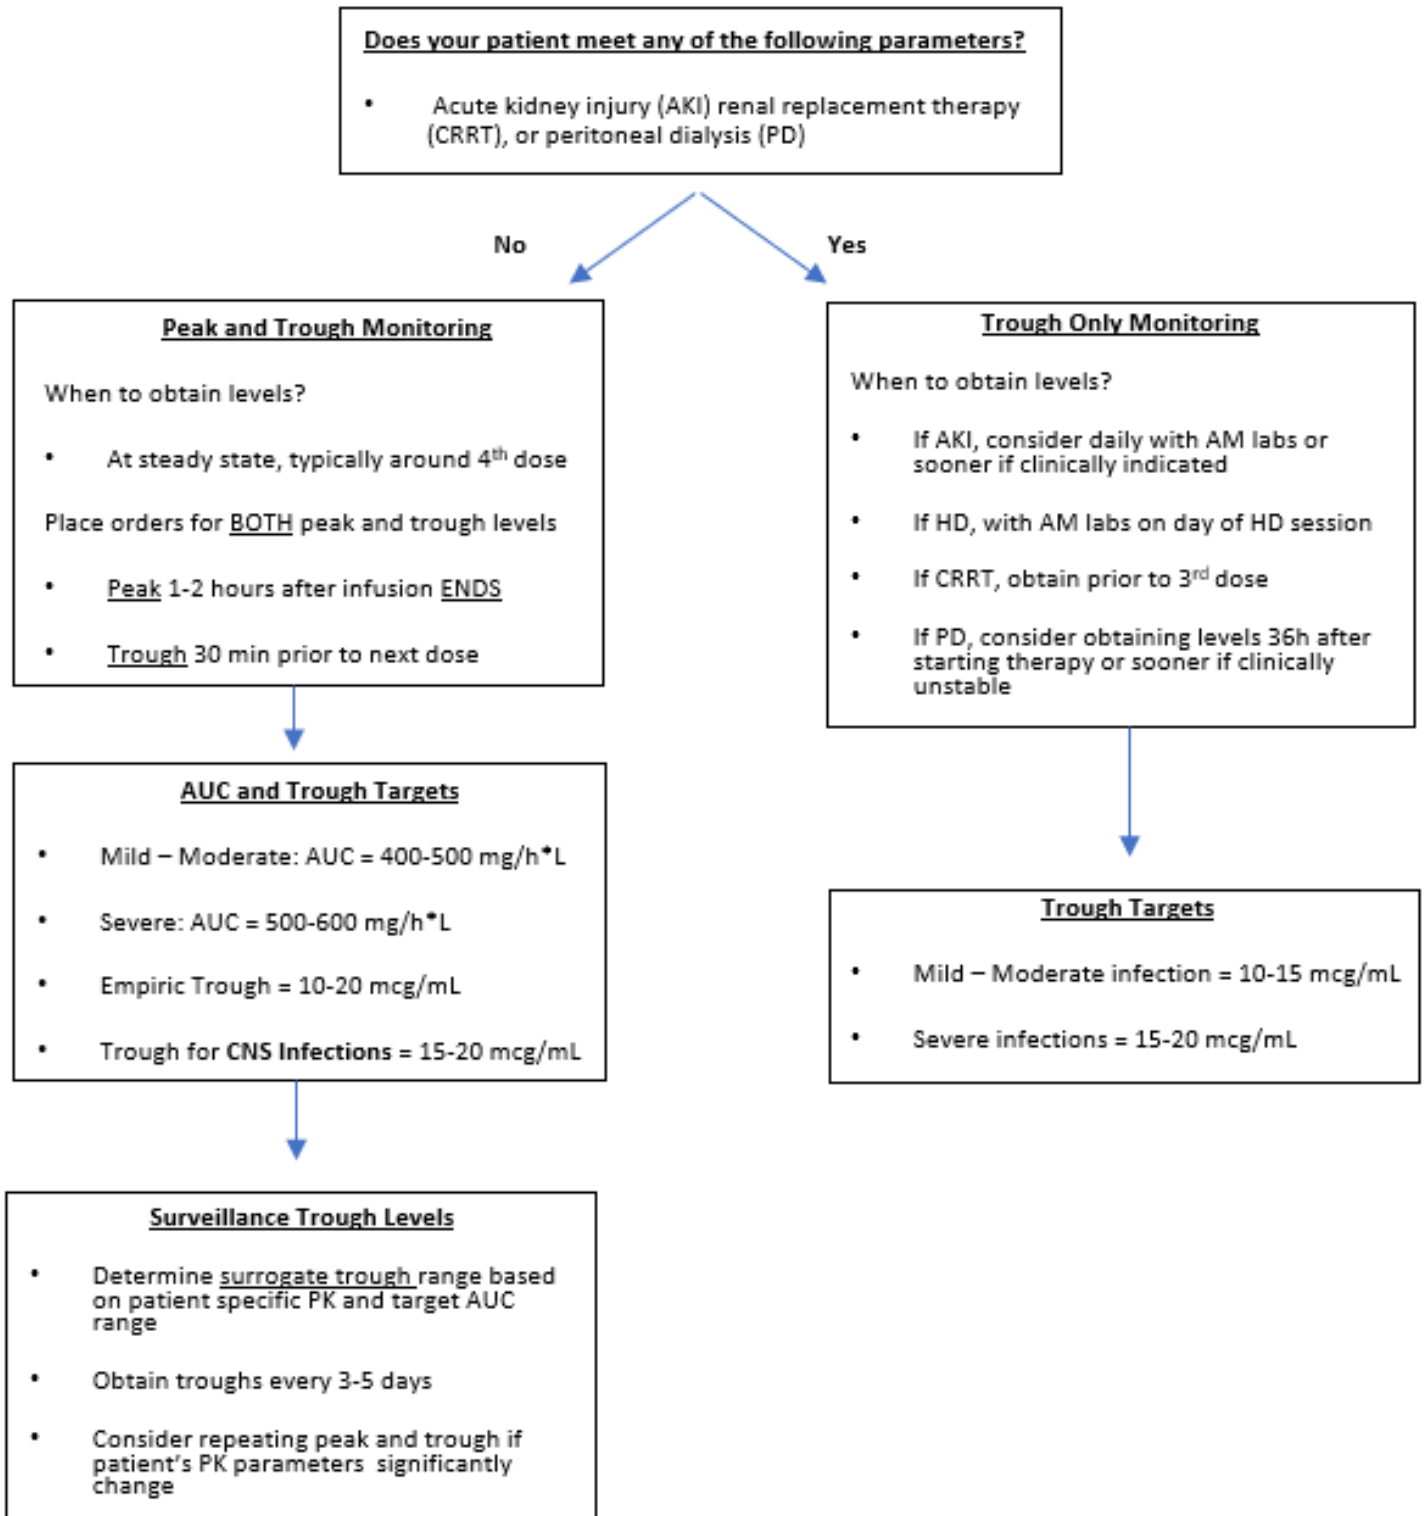 Does your patient meet any of the following parameters?
• Acute kidney injury (AKI) renal replacement therapy
(CRRT), or peritoneal dialysis (PD)
No
Yes
Peak and Trough Monitoring
When to obtain levels?
• At steady state, typically around 4th dose
Place orders for BOTH peak and trough levels
• Peak 1-2 hours after infusion ENDS
• Trough 30 min prior to next dose
Trough Only Monitoring
When to obtain levels?
• If AKI, consider daily with AM labs or
sooner if clinically indicated
• If HD, with AM labs on day of HD session
• If CRRT, obtain prior to 3rd dose
• If PD, consider obtaining levels 36h after
starting therapy or sooner if clinically
unstable
AUC and Trough Targets
• Mild – Moderate: AUC = 400-500 mg/h*L
• Severe: AUC = 500-600 mg/h*L
• Empiric Trough = 10-20 mcg/mL
• Trough for CNS Infections = 15-20 mcg/mL
Trough Targets
• Mild – Moderate infection = 10-15 mcg/mL
• Severe infections = 15-20 mcg/mL
Surveillance Trough Levels
• Determine surrogate trough range based
on patient specific PK and target AUC
range
• Obtain troughs every 3-5 days
• Consider repeating peak and trough if
patient's PK parameters significantly
change